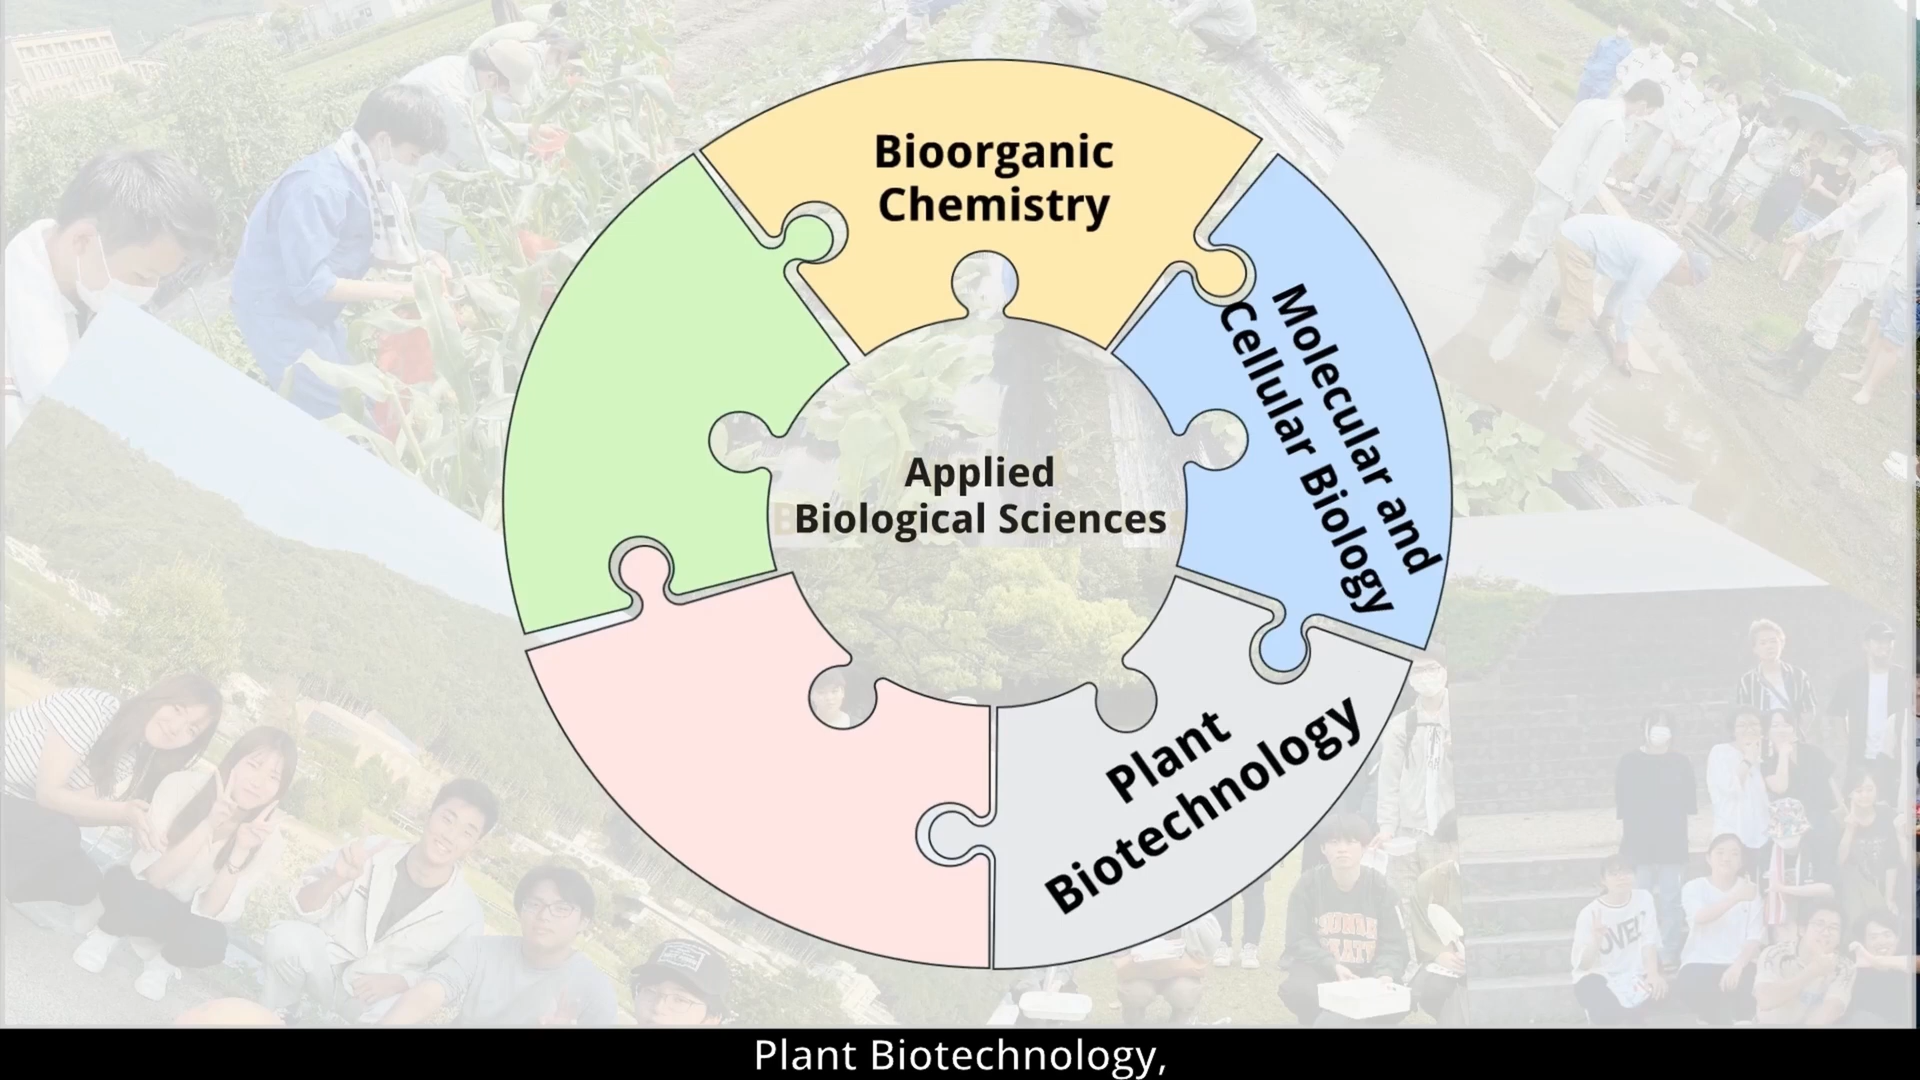 Bioorganic
Chemistry
Molecular and
Cellular Biology
Applied
Biological Sciences
Plant
Biotechnology
Plant Biotechnology,